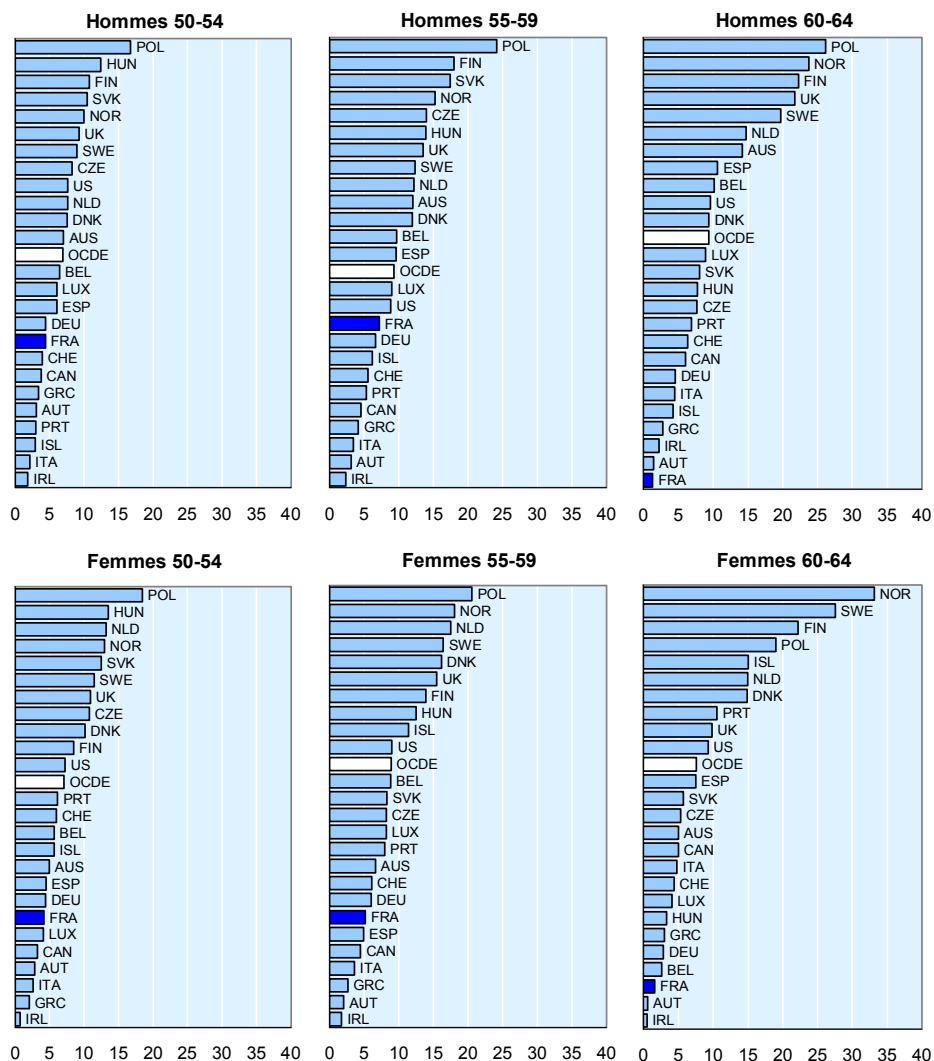 Hommes 50-54
POL
HUN
FIN
SVK
NOR
UK
SWE
CZE
US
NLD
DNK
AUS
OCDE
BEL
LUX
ESP
DEU
FRA
CHE
CAN
GRC
AUT
PRT
ISL
ITA
IRL
0 5 10 15 20 25 30 35 40
Hommes 55-59
POL
FIN
SVK
NOR
CZE
HUN
UK
SWE
NLD
AUS
DNK
BEL
ESP
OCDE
LUX
US
FRA
DEU
ISL
CHE
PRT
CAN
GRC
ITA
AUT
IRL
0 5 10 15 20 25 30 35 40
Hommes 60-64
POL
NOR
FIN
UK
SWE
NLD
AUS
ESP
BEL
US
DNK
OCDE
LUX
SVK
HUN
CZE
PRT
CHE
CAN
DEU
ITA
ISL
GRC
IRL
AUT
FRA
0 5 10 15 20 25 30 35 40
Femmes 50-54
POL
HUN
NLD
NOR
SVK
SWE
UK
CZE
DNK
FIN
US
OCDE
PRT
CHE
BEL
ISL
AUS
ESP
DEU
FRA
LUX
CAN
AUT
ITA
GRC
IRL
0 5 10 15 20 25 30 35 40
Femmes 55-59
POL
NOR
NLD
SWE
DNK
UK
FIN
HUN
ISL
US
OCDE
BEL
SVK
CZE
LUX
PRT
AUS
CHE
DEU
FRA
ESP
CAN
ITA
GRC
AUT
IRL
0 5 10 15 20 25 30 35 40
Femmes 60-64
NOR
SWE
FIN
POL
ISL
NLD
DNK
PRT
UK
US
OCDE
ESP
SVK
CZE
AUS
CAN
ITA
CHE
LUX
HUN
GRC
DEU
BEL
FRA
AUT
IRL
0 5 10 15 20 25 30 35 40